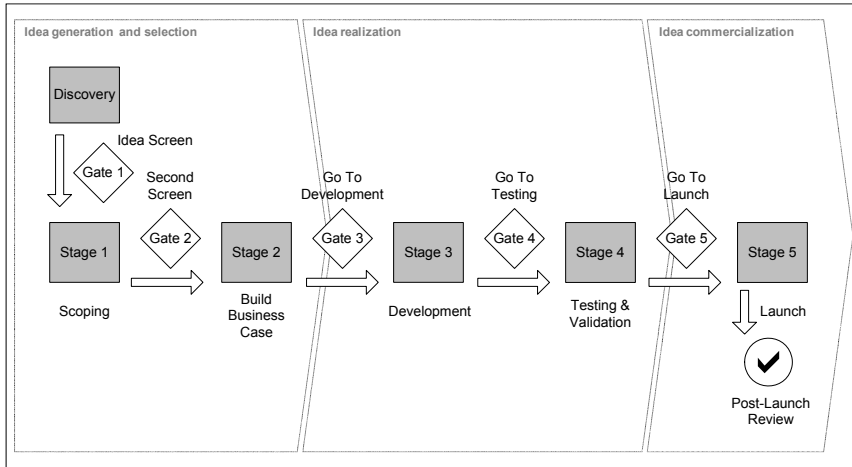 Idea generation and selection
Idea realization
Idea commercialization
Discovery
Idea Screen
Gate 1
Second
Screen
Gate 2
Go To
Development
Gate 3
Go To
Testing
Gate 4
Go To
Launch
Gate 5
Stage 1
Scoping
Stage 2
Build
Business
Case
Stage 3
Development
Stage 4
Testing &
Validation
Stage 5
Launch
Post-Launch
Review